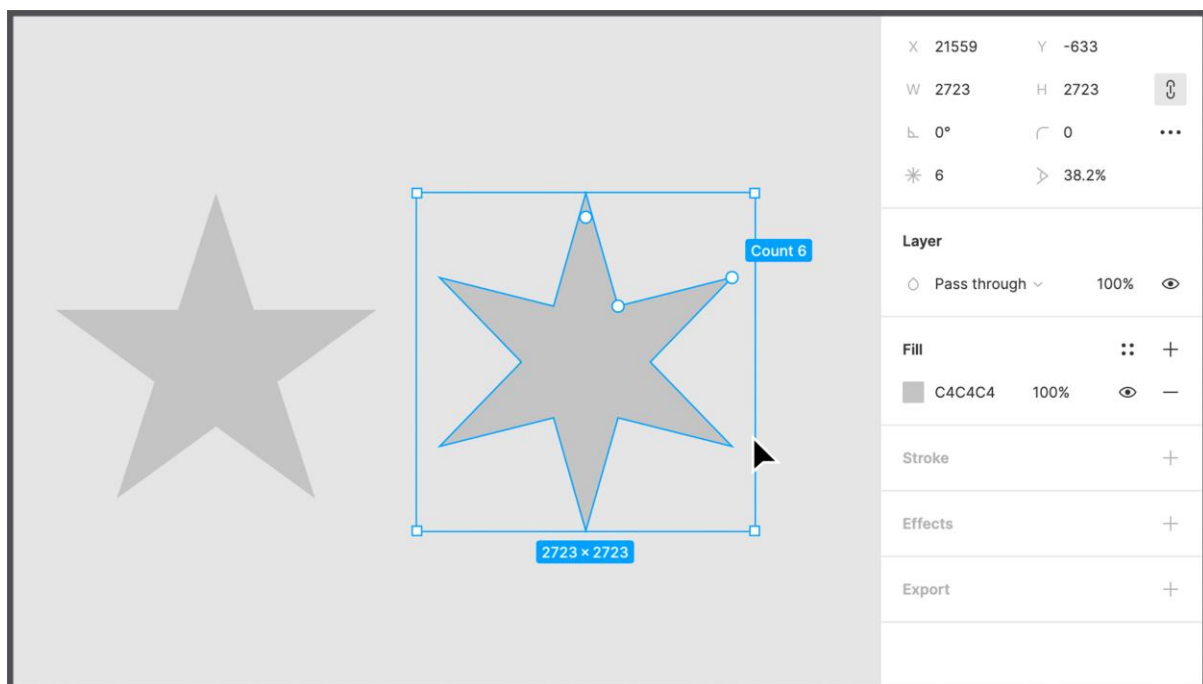 X 21559 Y -633
W 2723 H 2723
0° 0
6 38.2%
Count 6
Layer
Pass through 100%
Fill
C4C4C4 100%
Stroke
Effects
2723 × 2723
Export